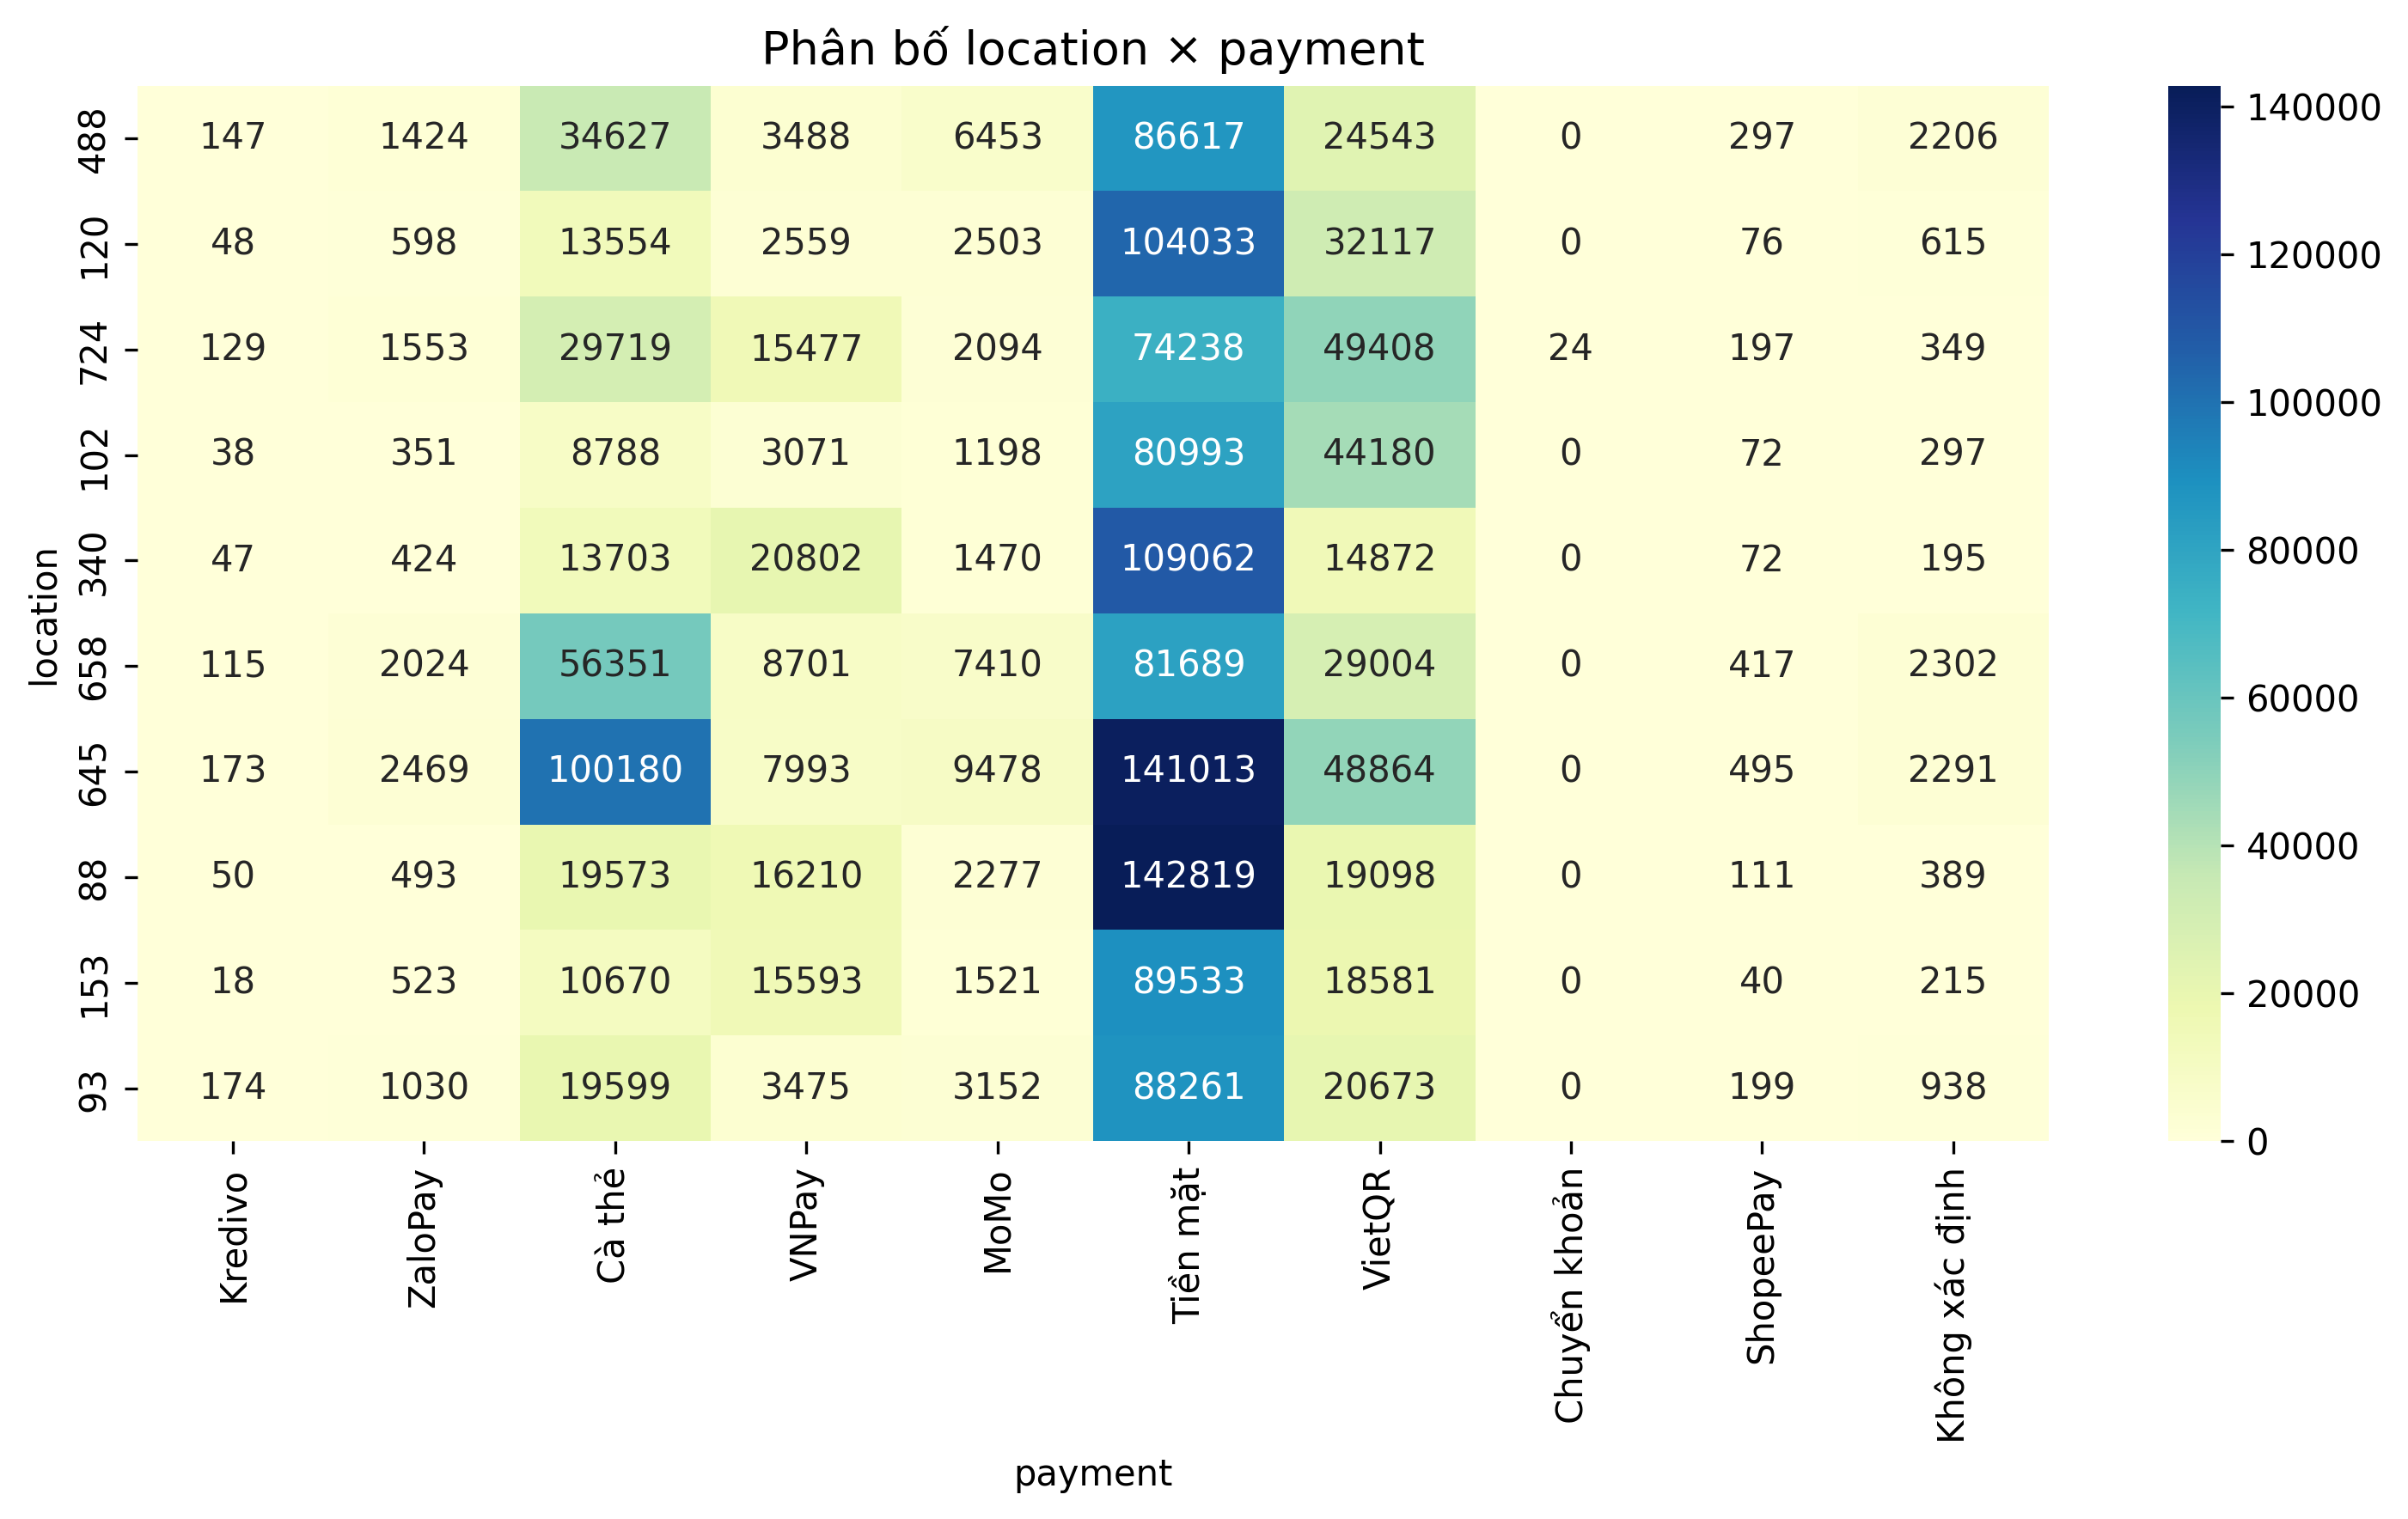 Phân bố location × payment
488 147 1424 34627 3488 6453 86617 24543 0 297 2206
120 48 598 13554 2559 2503 104033 32117 0 76 615
724 129 1553 29719 15477 2094 74238 49408 24 197 349
102 38 351 8788 3071 1198 80993 44180 0 72 297
340 47 424 13703 20802 1470 109062 14872 0 72 195
658 115 2024 56351 8701 7410 81689 29004 0 417 2302
645 173 2469 100180 7993 9478 141013 48864 0 495 2291
88 50 493 19573 16210 2277 142819 19098 0 111 389
153 18 523 10670 15593 1521 89533 18581 0 40 215
93 174 1030 19599 3475 3152 88261 20673 0 199 938
location
Kredivo ZaloPay Cà thẻ VNPay MoMo Tiền mặt VietQR Chuyển khoản ShopeePay Không xác định
payment
140000
120000
100000
80000
60000
40000
20000
0